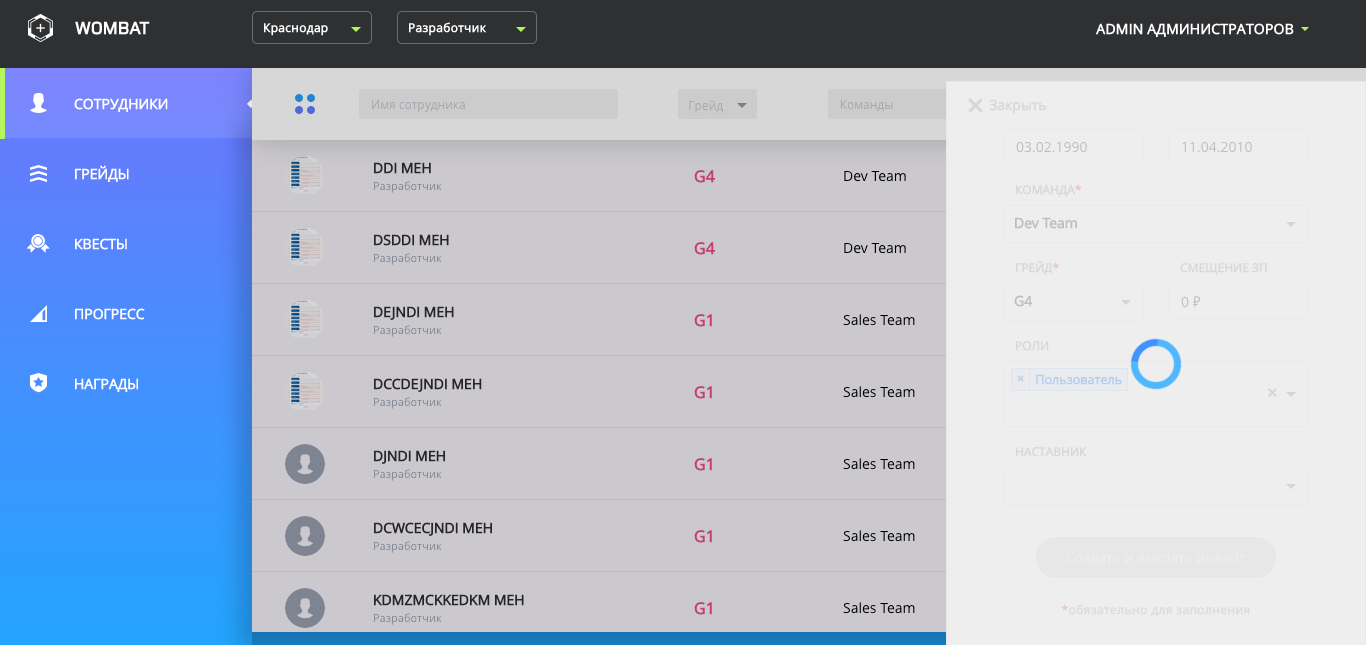 WOMBAT
Краснодар
Разработчик
ADMIN АДМИНИСТРАТОРОВ
СОТРУДНИКИ
ГРЕЙДЫ
КВЕСТЫ
ПРОГРЕСС
НАГРАДЫ
Имя сотрудника
Грейд
Команды
DDI MEH
Разработчик
G4
Dev Team
DSDDI MEH
Разработчик
G4
Dev Team
DEJNDI MEH
Разработчик
G1
Sales Team
DCCDEJNDI MEH
Разработчик
G1
Sales Team
DJNDI MEH
Разработчик
G1
Sales Team
DCWCECJNDI MEH
Разработчик
G1
Sales Team
KDMZMCKKEDKM MEH
Разработчик
G1
Sales Team
Закрыть
03.02.1990
11.04.2010
КОМАНДА*
Dev Team
ГРЕЙД*
СМЕЩЕНИЕ ЗП
G4
0 ₽
РОЛИ
× Пользователь
НАСТАВНИК
Создать и выслать инвайт
*обязательно для заполнения